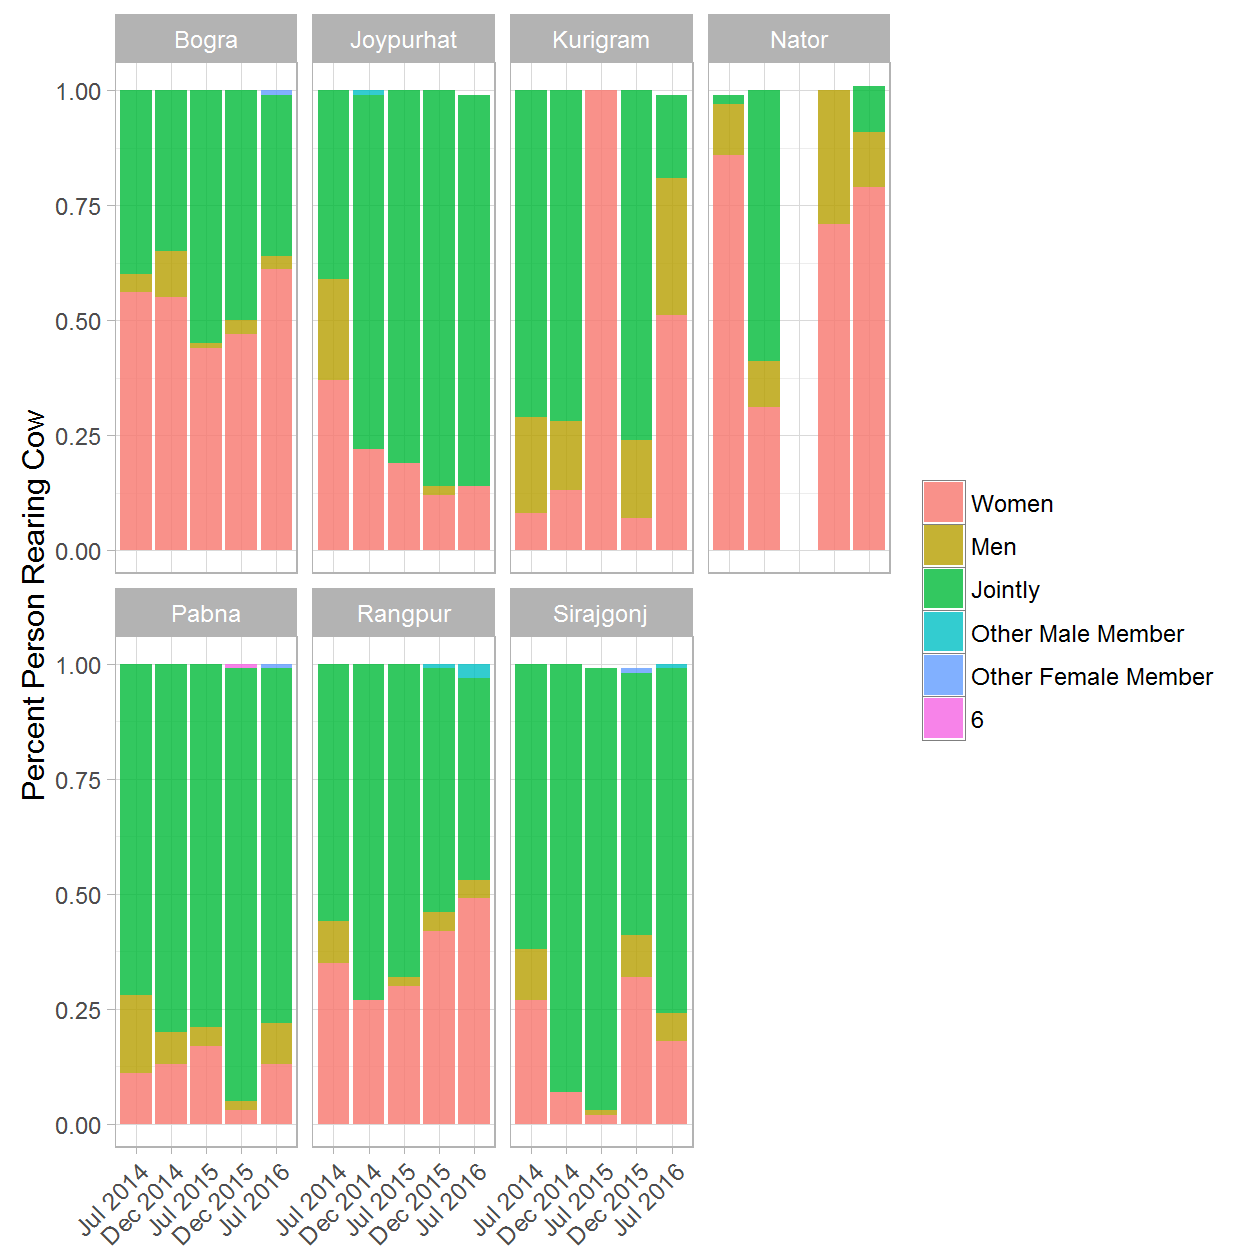 Bogra Joypurhat Kurigram Nator
1.00
0.75
0.50
0.25
0.00
Percent Person Rearing Cow
Women
Men
Jointly
Other Male Member
Other Female Member
6
Pabna Rangpur Sirajgonj
1.00
0.75
0.50
0.25
0.00
Jul 2014 Dec 2014 Jul 2015 Dec 2015 Jul 2016 Jul 2014 Dec 2014 Jul 2015 Dec 2015 Jul 2016 Jul 2014 Dec 2014 Jul 2015 Dec 2015 Jul 2016